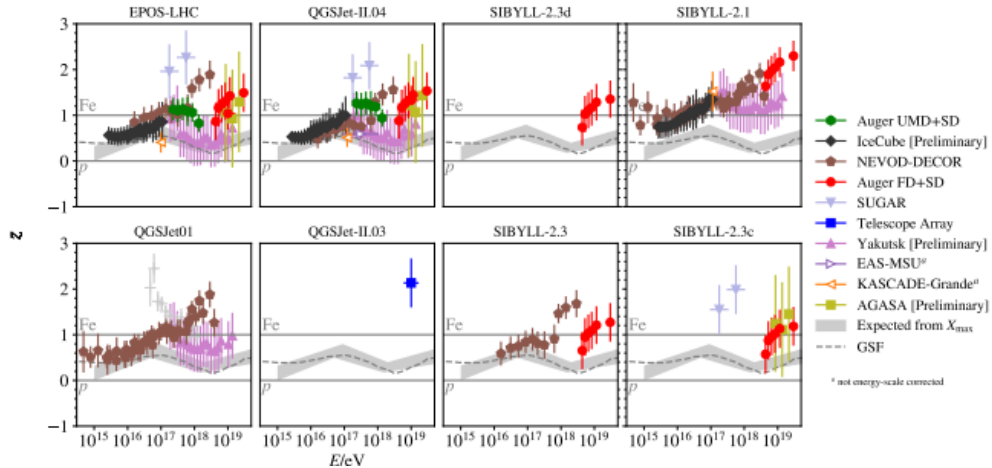 EPOS-LHC
QGSJet-II.04
SIBYLL-2.3d
SIBYLL-2.1
3
2
1
0
−1
Fe
p
Fe
p
Fe
p
Fe
p
z
QGSJet01
QGSJet-II.03
SIBYLL-2.3
SIBYLL-2.3c
3
2
1
0
−1
Fe
p
Fe
p
Fe
p
Fe
p
10^15 10^16 10^17 10^18 10^19
10^15 10^16 10^17 10^18 10^19
10^15 10^16 10^17 10^18 10^19
10^15 10^16 10^17 10^18 10^19
E/eV
Auger UMD+SD
IceCube [Preliminary]
NEVOD-DECOR
Auger FD+SD
SUGAR
Telescope Array
Yakutsk [Preliminary]
EAS-MSU^a
KASCADE-Grande^a
AGASA [Preliminary]
Expected from X_max
GSF
^a not energy-scale corrected